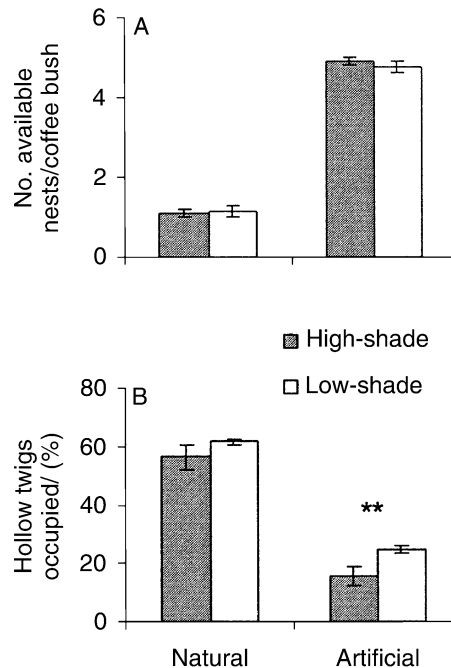 A
No. available
nests/coffee bush
6
4
2
0
High-shade
Low-shade
B
Hollow twigs
occupied/ (%)
80
60
40
20
0
**
Natural
Artificial